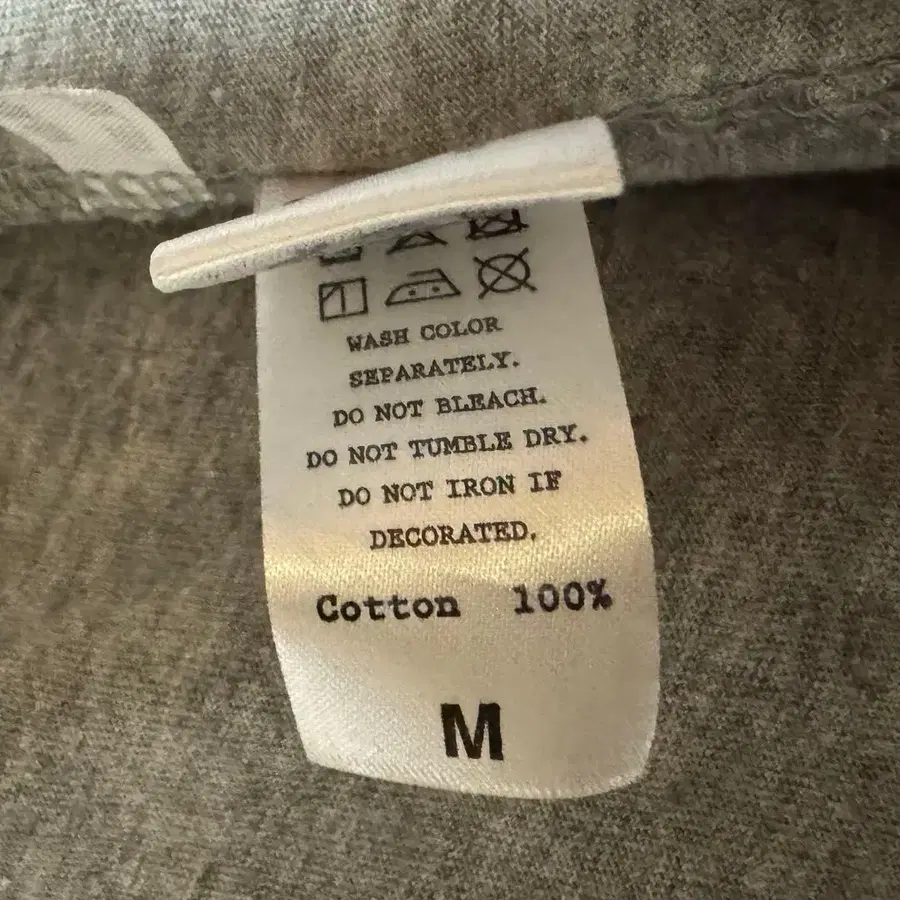 WASH COLOR
SEPARATELY.
DO NOT BLEACH.
DO NOT TUMBLE DRY.
DO NOT IRON IF
DECORATED.
Cotton 100%
M